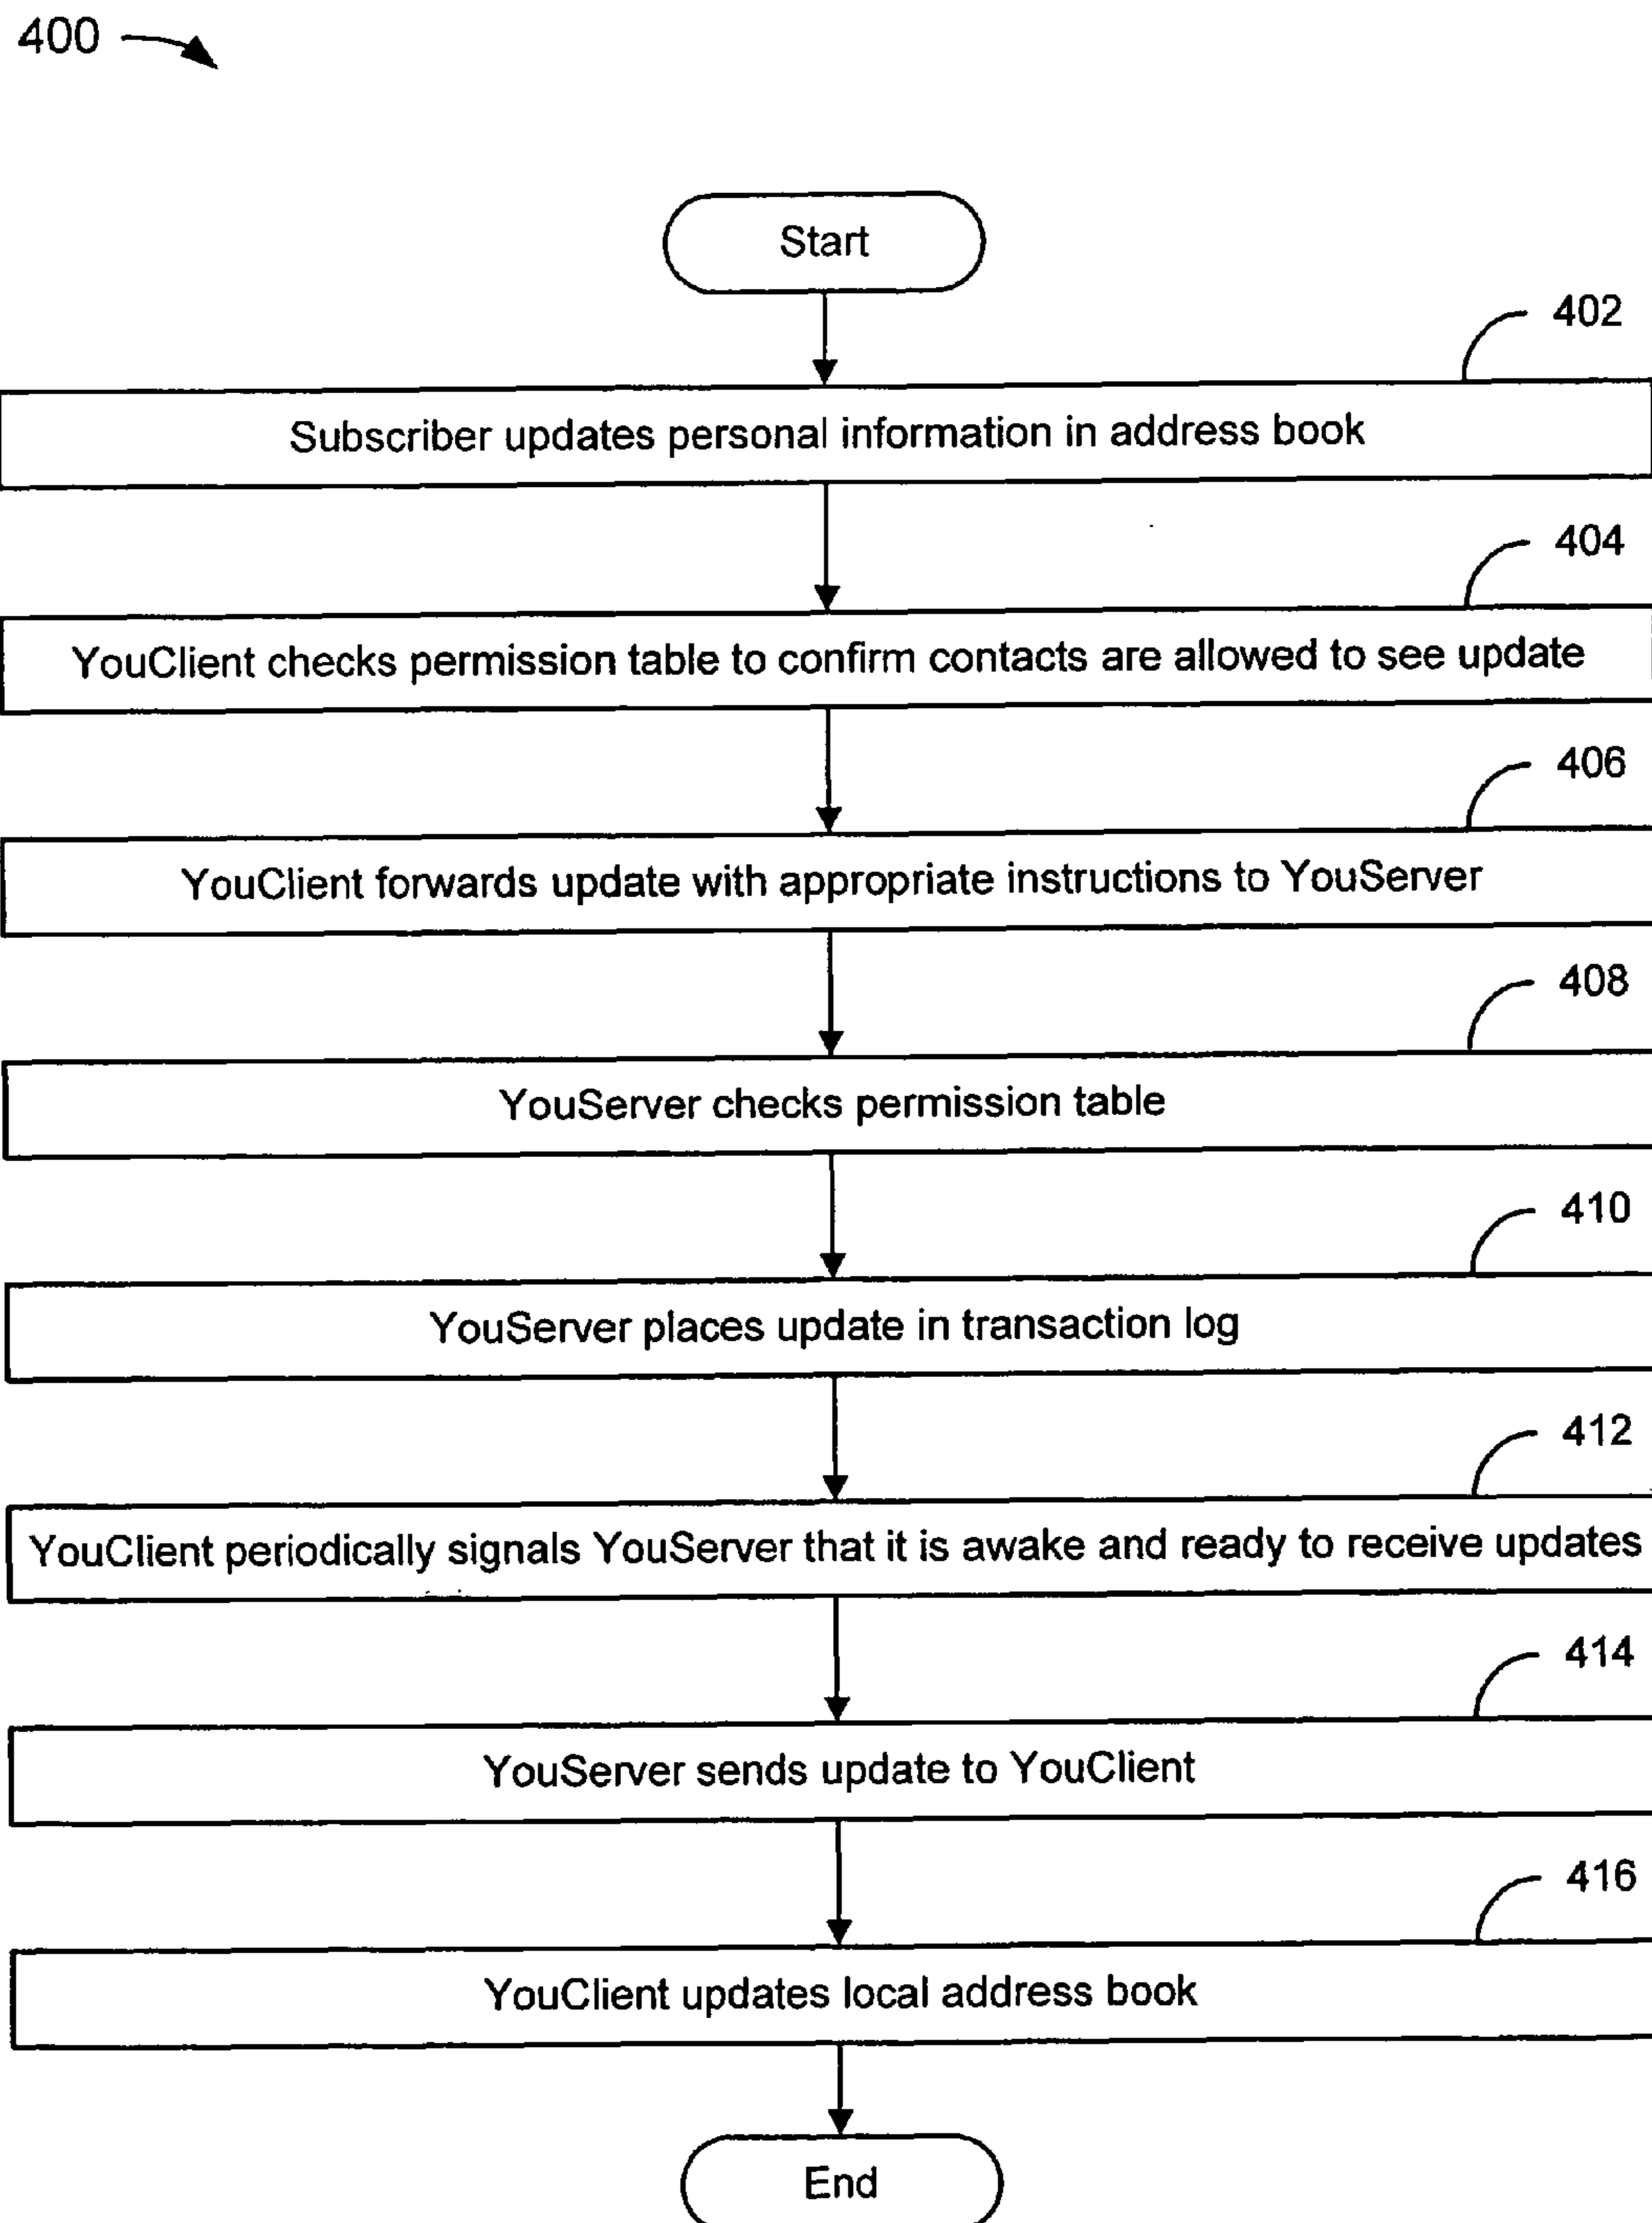 400
Start
402
Subscriber updates personal information in address book
404
YouClient checks permission table to confirm contacts are allowed to see update
406
YouClient forwards update with appropriate instructions to YouServer
408
YouServer checks permission table
410
YouServer places update in transaction log
412
YouClient periodically signals YouServer that it is awake and ready to receive updates
414
YouServer sends update to YouClient
416
YouClient updates local address book
End